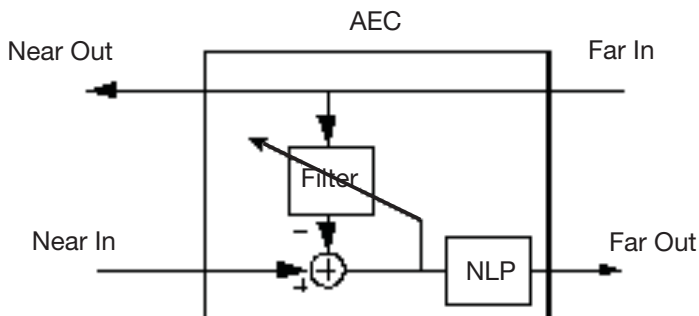 AEC
Near Out
Far In
Filter
−
Near In
+
+
NLP
Far Out